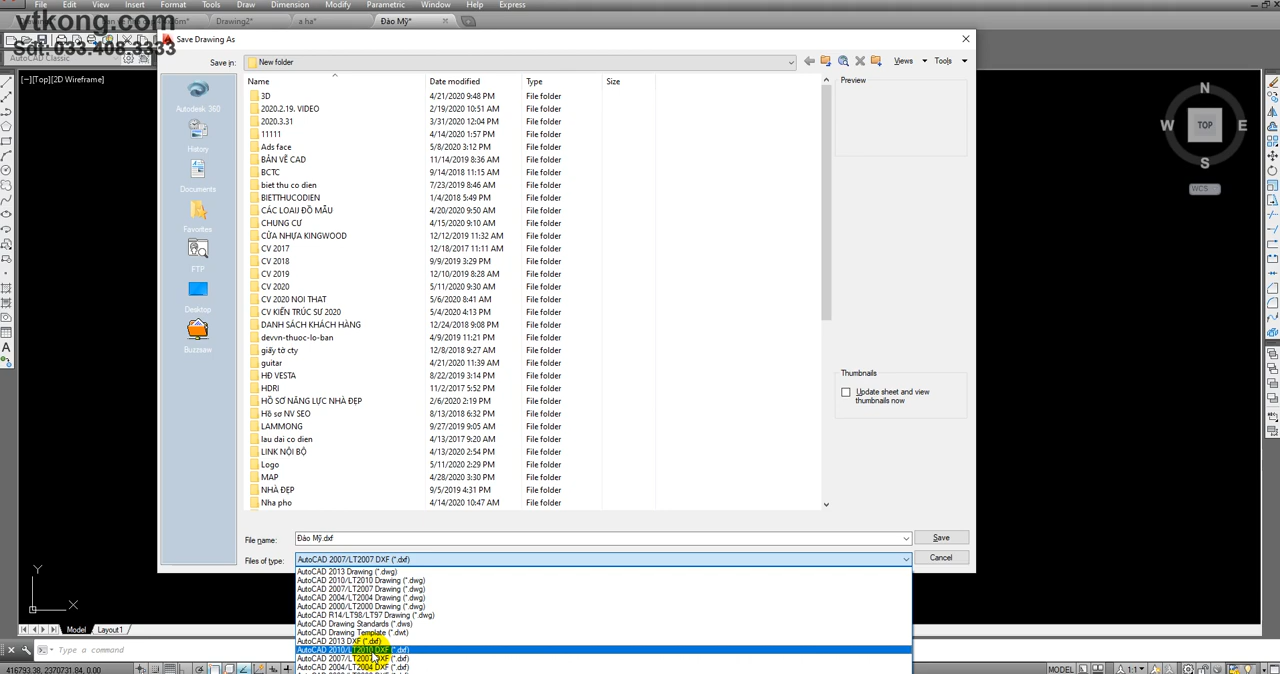 File Edit View Insert Format Tools Draw Dimension Modify Parametric Window Help Express
vtkong.com
Drawing2* a ha* Đào Mỹ*
Sdt: 033.408.3333
AutoCAD Classic
Save Drawing As
[−][Top][2D Wireframe]
Save in: New folder Views Tools
Name Date modified Type Size Preview
3D 4/21/2020 9:48 PM File folder
2020.2.19. VIDEO 2/19/2020 10:51 AM File folder
2020.3.31 3/31/2020 12:04 PM File folder
11111 4/14/2020 1:57 PM File folder
Ads face 5/8/2020 3:12 PM File folder
BẢN VẼ CAD 11/14/2019 8:36 AM File folder
BCTC 9/14/2018 11:15 AM File folder
biet thu co dien 7/23/2019 8:46 AM File folder
BIETTHUCODIEN 1/4/2018 5:49 PM File folder
CÁC LOẠIJ ĐỒ MẪU 4/20/2020 9:50 AM File folder
CHUNG CƯ 4/15/2020 9:10 AM File folder
CỬA NHỰA KINGWOOD 12/12/2019 11:32 AM File folder
CV 2017 12/18/2017 11:11 AM File folder
CV 2018 9/9/2019 3:29 PM File folder
CV 2019 12/10/2019 8:28 AM File folder
CV 2020 5/11/2020 9:30 AM File folder
CV 2020 NOI THAT 5/6/2020 8:41 AM File folder
CV KIẾN TRÚC SƯ 2020 5/4/2020 4:13 PM File folder
DANH SÁCH KHÁCH HÀNG 12/24/2018 9:08 PM File folder
devvn-thuoc-lo-ban 4/9/2019 11:21 PM File folder
giấy tờ cty 12/8/2018 9:27 AM File folder
guitar 4/21/2020 11:39 AM File folder
HĐ VESTA 8/22/2019 3:14 PM File folder
HDRI 11/2/2017 5:52 PM File folder
HỒ SƠ NĂNG LỰC NHÀ ĐẸP 2/6/2020 2:19 PM File folder
Hồ sơ NV SEO 8/13/2018 6:32 PM File folder
LAMMONG 9/27/2019 9:05 AM File folder
lau dai co dien 4/13/2017 9:20 AM File folder
LINK NỘI BỘ 4/13/2020 2:54 PM File folder
Logo 5/11/2020 2:29 PM File folder
MAP 4/28/2020 3:30 PM File folder
NHÀ ĐẸP 9/5/2019 4:31 PM File folder
Nha pho 4/14/2020 10:47 AM File folder
Autodesk 360
History
Documents
Favorites
FTP
Desktop
Buzzsaw
Thumbnails
Update sheet and view
thumbnails now
N
W TOP E
S
WCS
File name: Đào Mỹ.dxf Save
Files of type: AutoCAD 2007/LT2007 DXF (*.dxf) Cancel
AutoCAD 2013 Drawing (*.dwg)
AutoCAD 2010/LT2010 Drawing (*.dwg)
AutoCAD 2007/LT2007 Drawing (*.dwg)
AutoCAD 2004/LT2004 Drawing (*.dwg)
AutoCAD 2000/LT2000 Drawing (*.dwg)
AutoCAD R14/LT98/LT97 Drawing (*.dwg)
AutoCAD Drawing Standards (*.dws)
AutoCAD Drawing Template (*.dwt)
AutoCAD 2013 DXF (*.dxf)
AutoCAD 2010/LT2010 DXF (*.dxf)
AutoCAD 2007/LT2007 DXF (*.dxf)
AutoCAD 2004/LT2004 DXF (*.dxf)
Y
X
Model Layout1
Type a command
416793.38, 2710787.4 MODEL 1:1